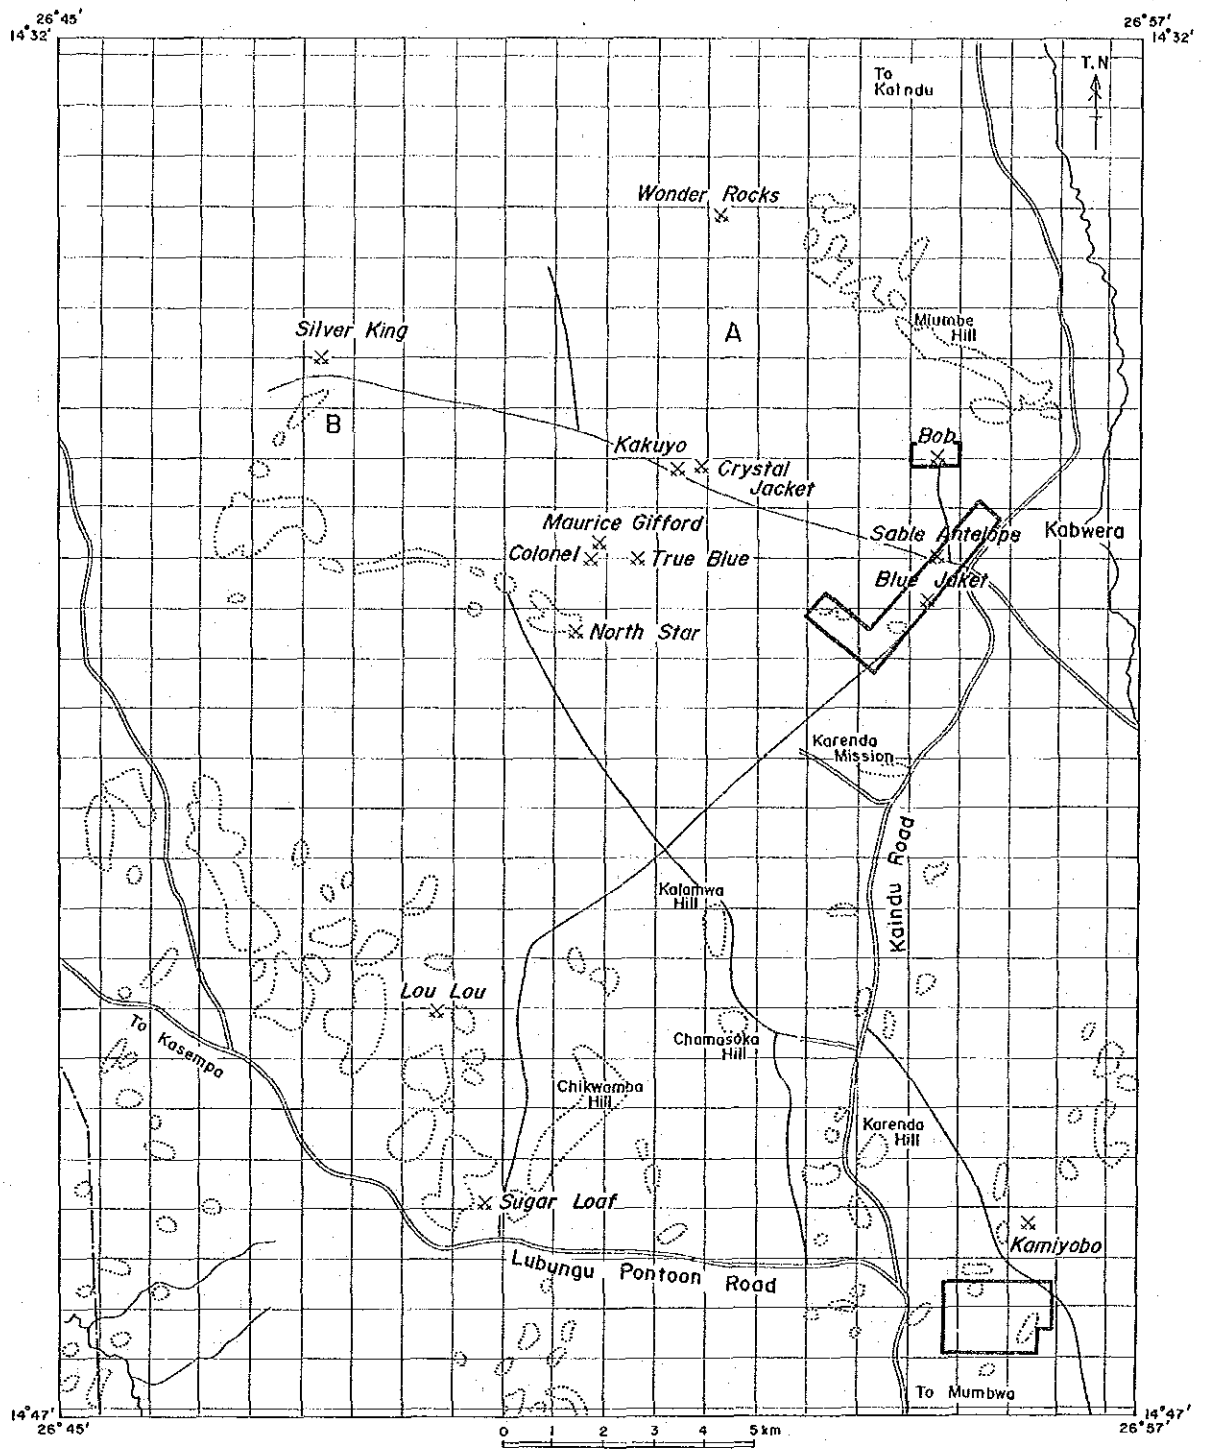 26°45' 26°57'
14°32' 14°32'
T.N
To
Kaindu
Wonder Rocks
Miumbe
Hill
A
Silver King
B
Bob
Kakuyo
Crystal
Jacket
Maurice Gifford
Sable Antelope
Kabwera
Colonel
True Blue
Blue Jaket
North Star
Karenda
Mission
Kaindu Road
Kalamwa
Hill
Lou Lou
To Kasempa
Chamasoka
Hill
Chikwamba
Hill
Karenda
Hill
Sugar Loaf
Kamiyobo
Lubungu Pontoon Road
To Mumbwa
14°47' 14°47'
26°45' 26°57'
0 1 2 3 4 5km